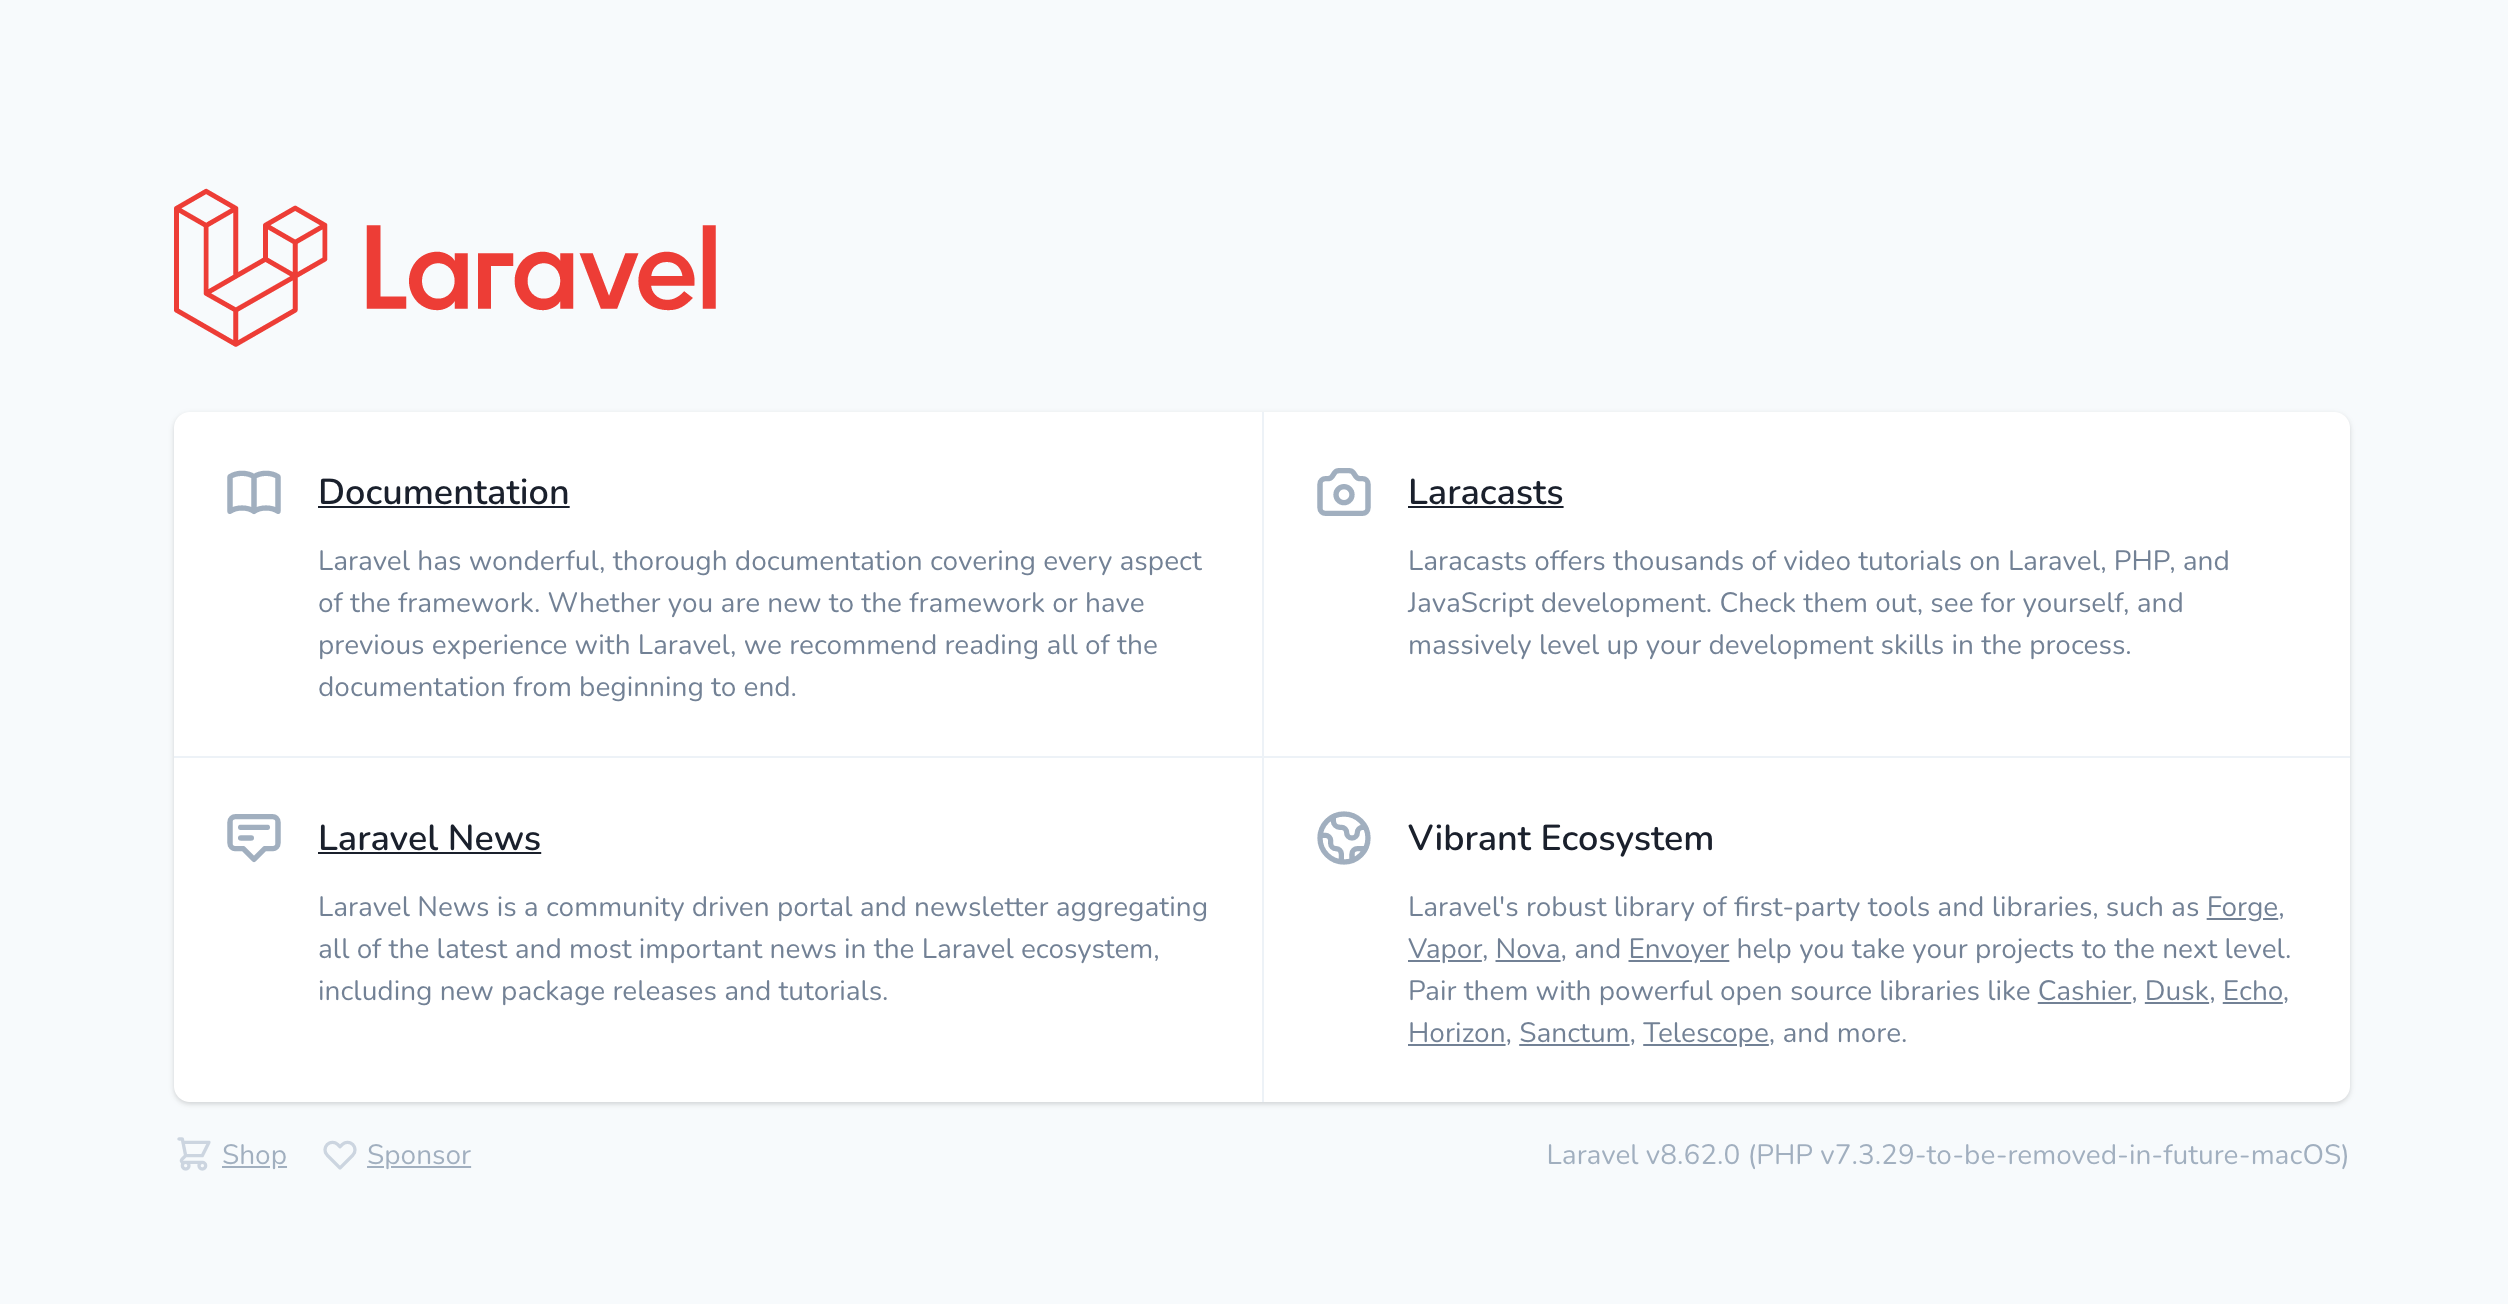 Laravel
Documentation
Laravel has wonderful, thorough documentation covering every aspect
of the framework. Whether you are new to the framework or have
previous experience with Laravel, we recommend reading all of the
documentation from beginning to end.
Laracasts
Laracasts offers thousands of video tutorials on Laravel, PHP, and
JavaScript development. Check them out, see for yourself, and
massively level up your development skills in the process.
Laravel News
Laravel News is a community driven portal and newsletter aggregating
all of the latest and most important news in the Laravel ecosystem,
including new package releases and tutorials.
Vibrant Ecosystem
Laravel's robust library of first-party tools and libraries, such as Forge,
Vapor, Nova, and Envoyer help you take your projects to the next level.
Pair them with powerful open source libraries like Cashier, Dusk, Echo,
Horizon, Sanctum, Telescope, and more.
Shop
Sponsor
Laravel v8.62.0 (PHP v7.3.29-to-be-removed-in-future-macOS)